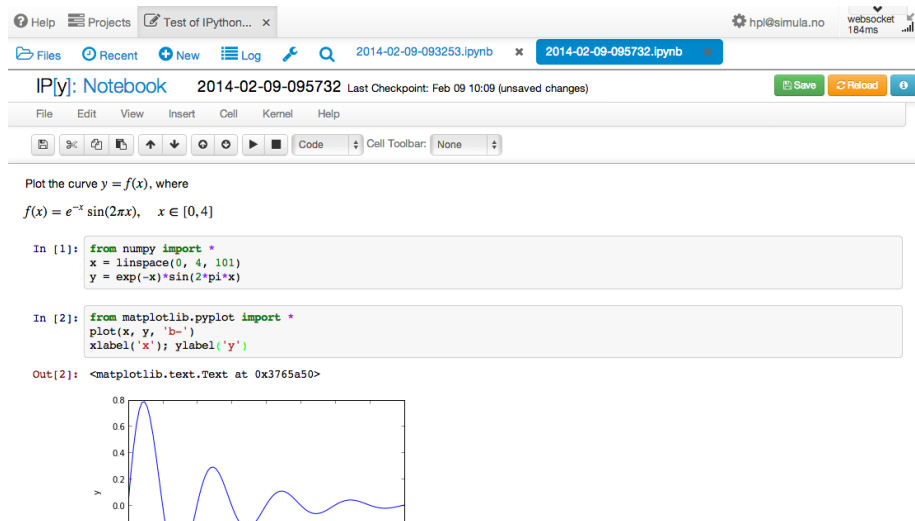 Help Projects Test of IPython... × hpl@simula.no websocket 184ms
Files Recent New Log 2014-02-09-093253.ipynb × 2014-02-09-095732.ipynb ×
IP[y]: Notebook 2014-02-09-095732 Last Checkpoint: Feb 09 10:09 (unsaved changes) Save Reload
File Edit View Insert Cell Kernel Help
Code Cell Toolbar: None
Plot the curve y = f(x), where
f(x) = e⁻ˣ sin(2πx), x ∈ [0,4]
In [1]: from numpy import *
x = linspace(0, 4, 101)
y = exp(-x)*sin(2*pi*x)
In [2]: from matplotlib.pyplot import *
plot(x, y, 'b-')
xlabel('x'); ylabel('y')
Out[2]: <matplotlib.text.Text at 0x3765a50>
0.8
0.6
0.4
0.2
y
0.0